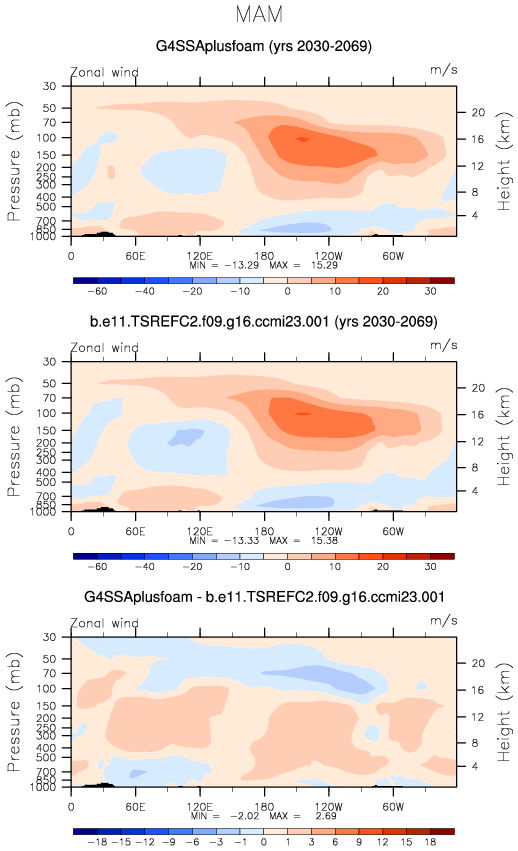 MAM
G4SSAplusfoam (yrs 2030-2069)
Zonal wind m/s
Pressure (mb)
30
50
70
100
150
200
250
300
400
500
700
850
1000
20
16
12
8
4
Height (km)
0 60E 120E 180 120W 60W
MIN = -13.29 MAX = 15.29
-60 -40 -20 -10 0 10 20 30
b.e11.TSREFC2.f09.g16.ccmi23.001 (yrs 2030-2069)
Zonal wind m/s
Pressure (mb)
30
50
70
100
150
200
250
300
400
500
700
850
1000
20
16
12
8
4
Height (km)
0 60E 120E 180 120W 60W
MIN = -13.33 MAX = 15.38
-60 -40 -20 -10 0 10 20 30
G4SSAplusfoam - b.e11.TSREFC2.f09.g16.ccmi23.001
Zonal wind m/s
Pressure (mb)
30
50
70
100
150
200
250
300
400
500
700
850
1000
20
16
12
8
4
Height (km)
0 60E 120E 180 120W 60W
MIN = -2.02 MAX = 2.69
-18 -15 -12 -9 -6 -3 -1 0 1 3 6 9 12 15 18